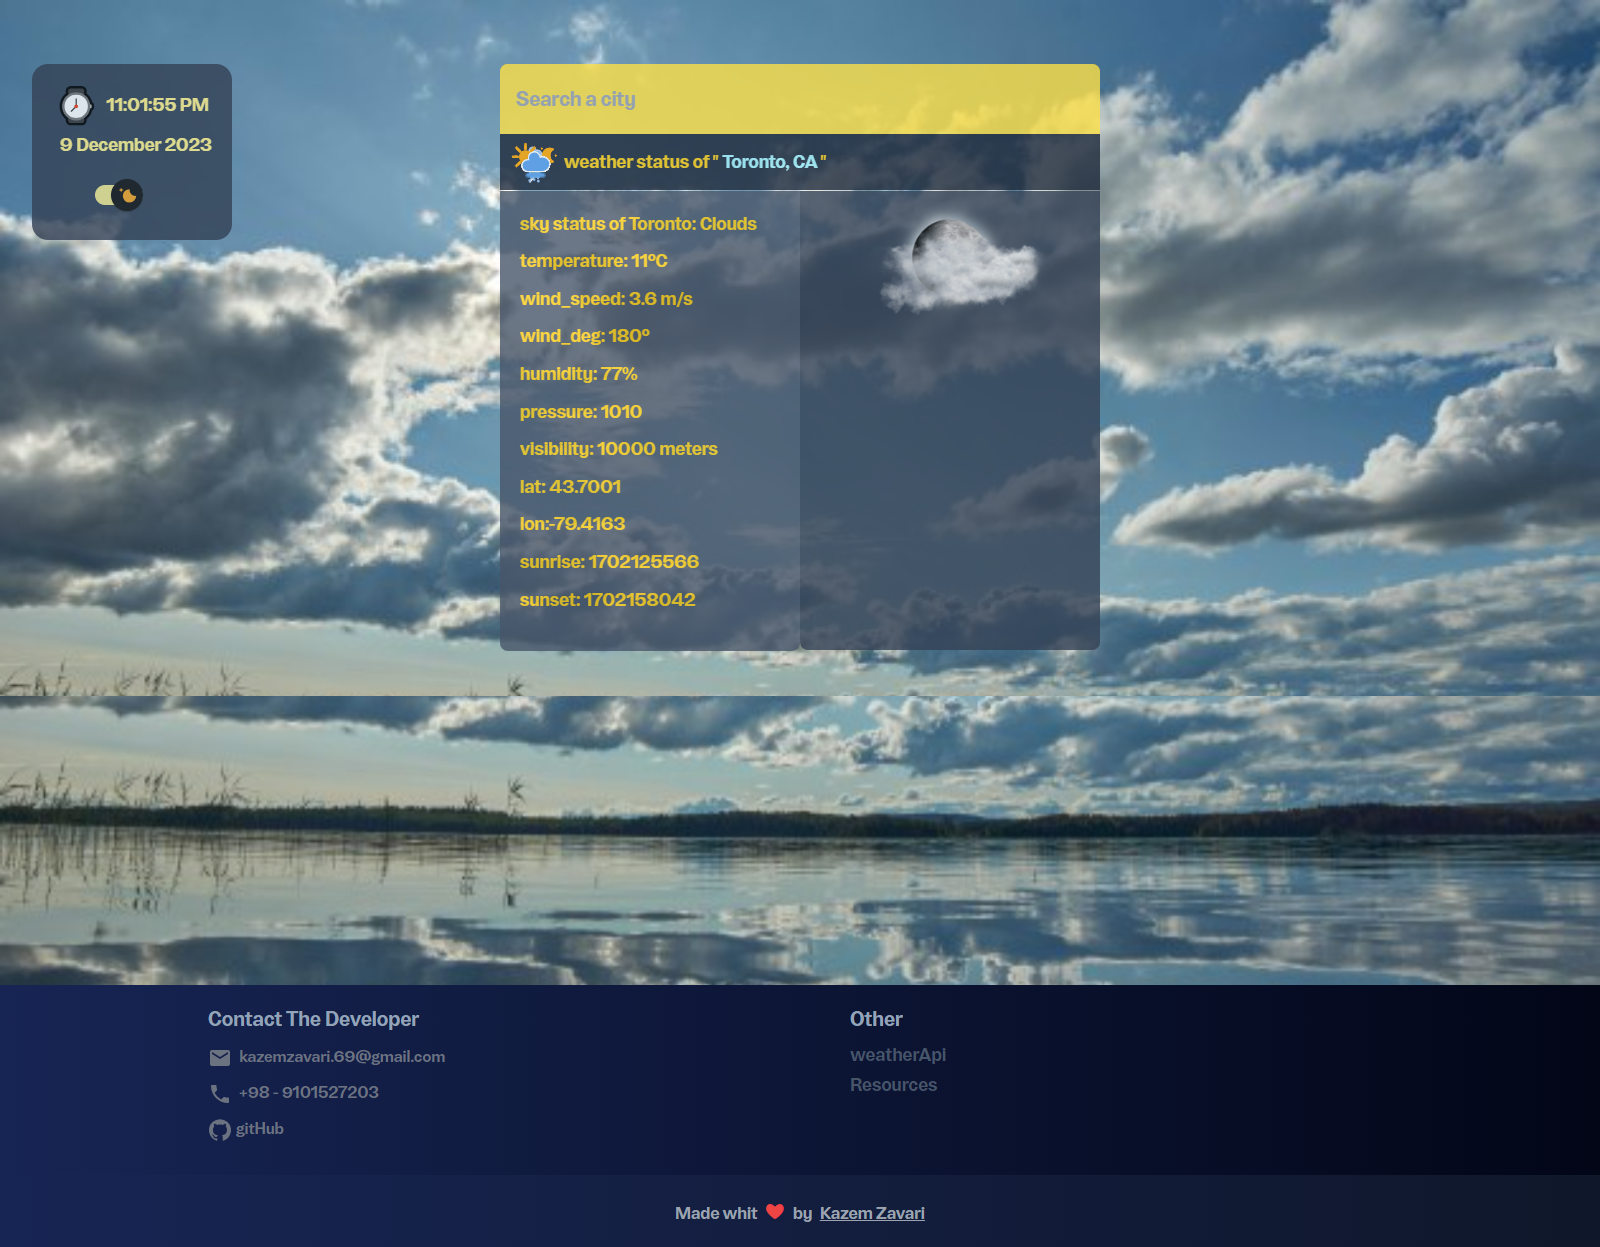 11:01:55 PM
9 December 2023
Search a city
weather status of " Toronto, CA "
sky status of Toronto: Clouds
temperature: 11°C
wind_speed: 3.6 m/s
wind_deg: 180°
humidity: 77%
pressure: 1010
visibility: 10000 meters
lat: 43.7001
lon:-79.4163
sunrise: 1702125566
sunset: 1702158042
Contact The Developer
kazemzavari.69@gmail.com
+98 - 9101527203
gitHub
Other
weatherApi
Resources
Made whit ❤ by Kazem Zavari